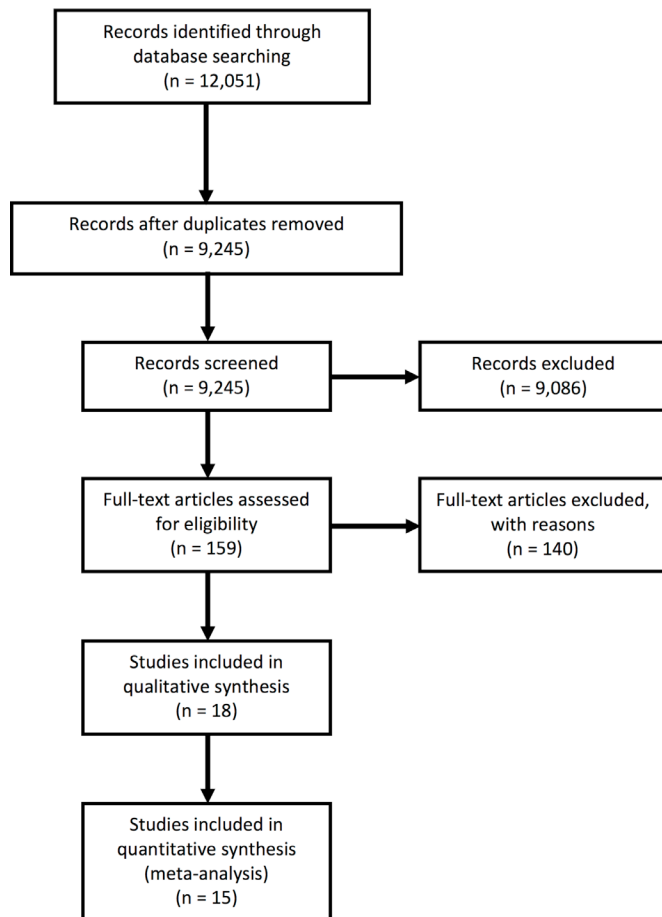 Records identified through
database searching
(n = 12,051)
Records after duplicates removed
(n = 9,245)
Records screened
(n = 9,245)
Records excluded
(n = 9,086)
Full-text articles assessed
for eligibility
(n = 159)
Full-text articles excluded,
with reasons
(n = 140)
Studies included in
qualitative synthesis
(n = 18)
Studies included in
quantitative synthesis
(meta-analysis)
(n = 15)